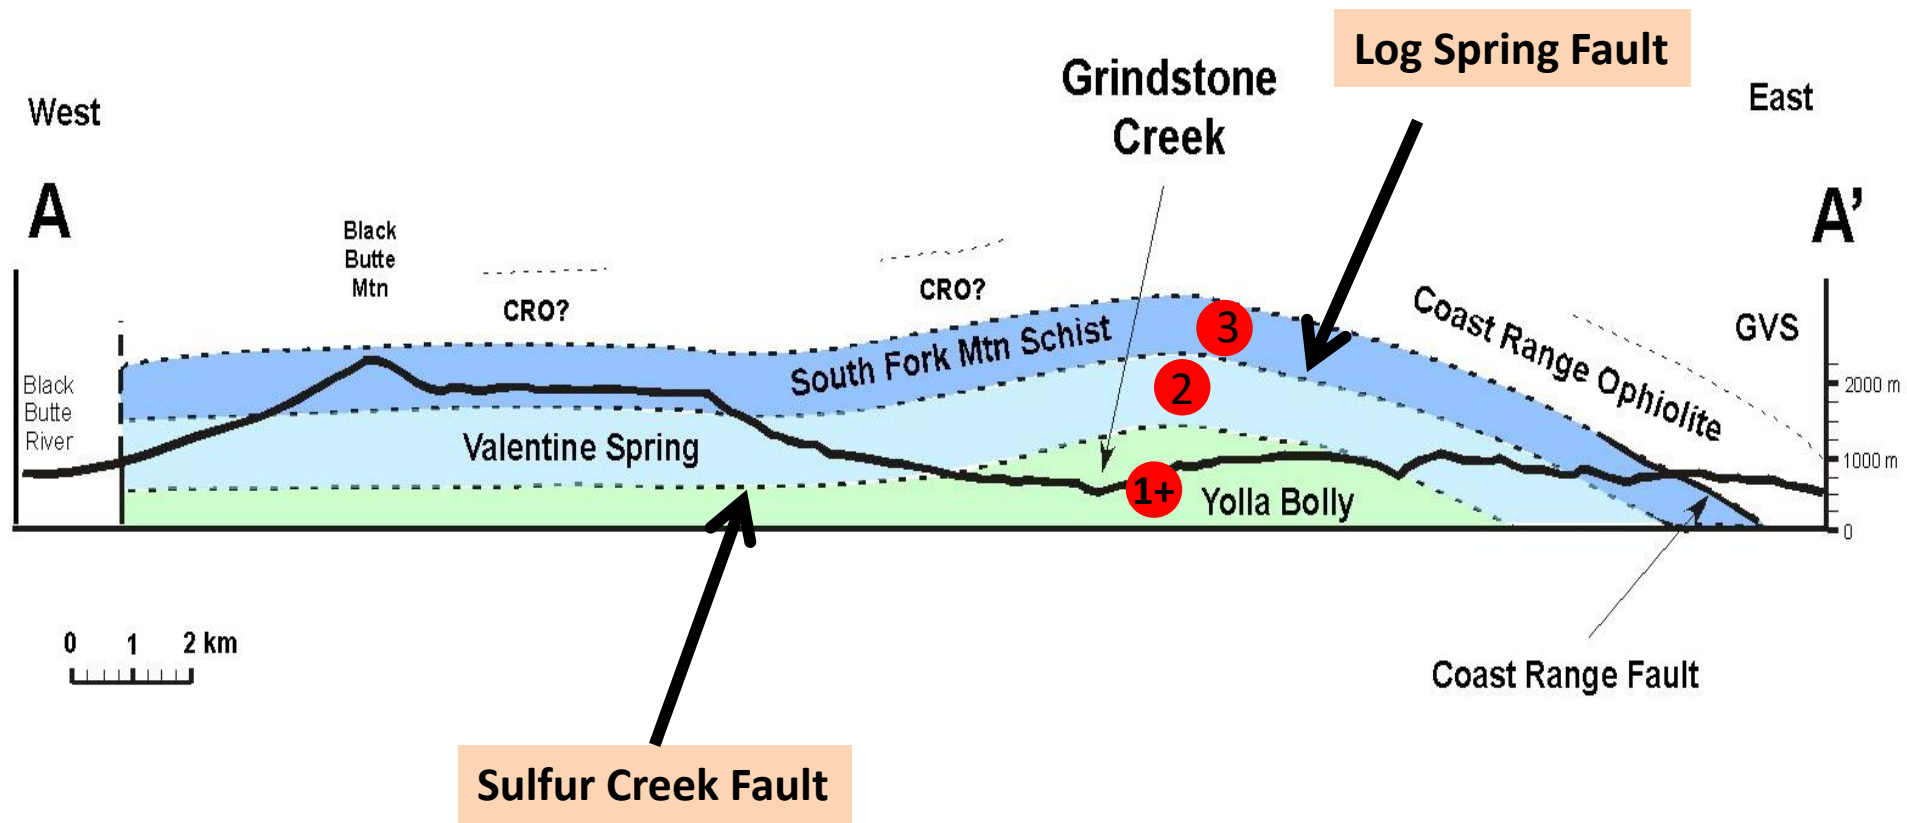 Log Spring Fault
Grindstone
Creek
West
East
A
A’
Black
Butte
Mtn
CRO?
CRO?
Coast Range Ophiolite
GVS
South Fork Mtn Schist
3
2
Black
Butte
River
2000 m
Valentine Spring
1000 m
1+
Yolla Bolly
0
0 1 2 km
Coast Range Fault
Sulfur Creek Fault